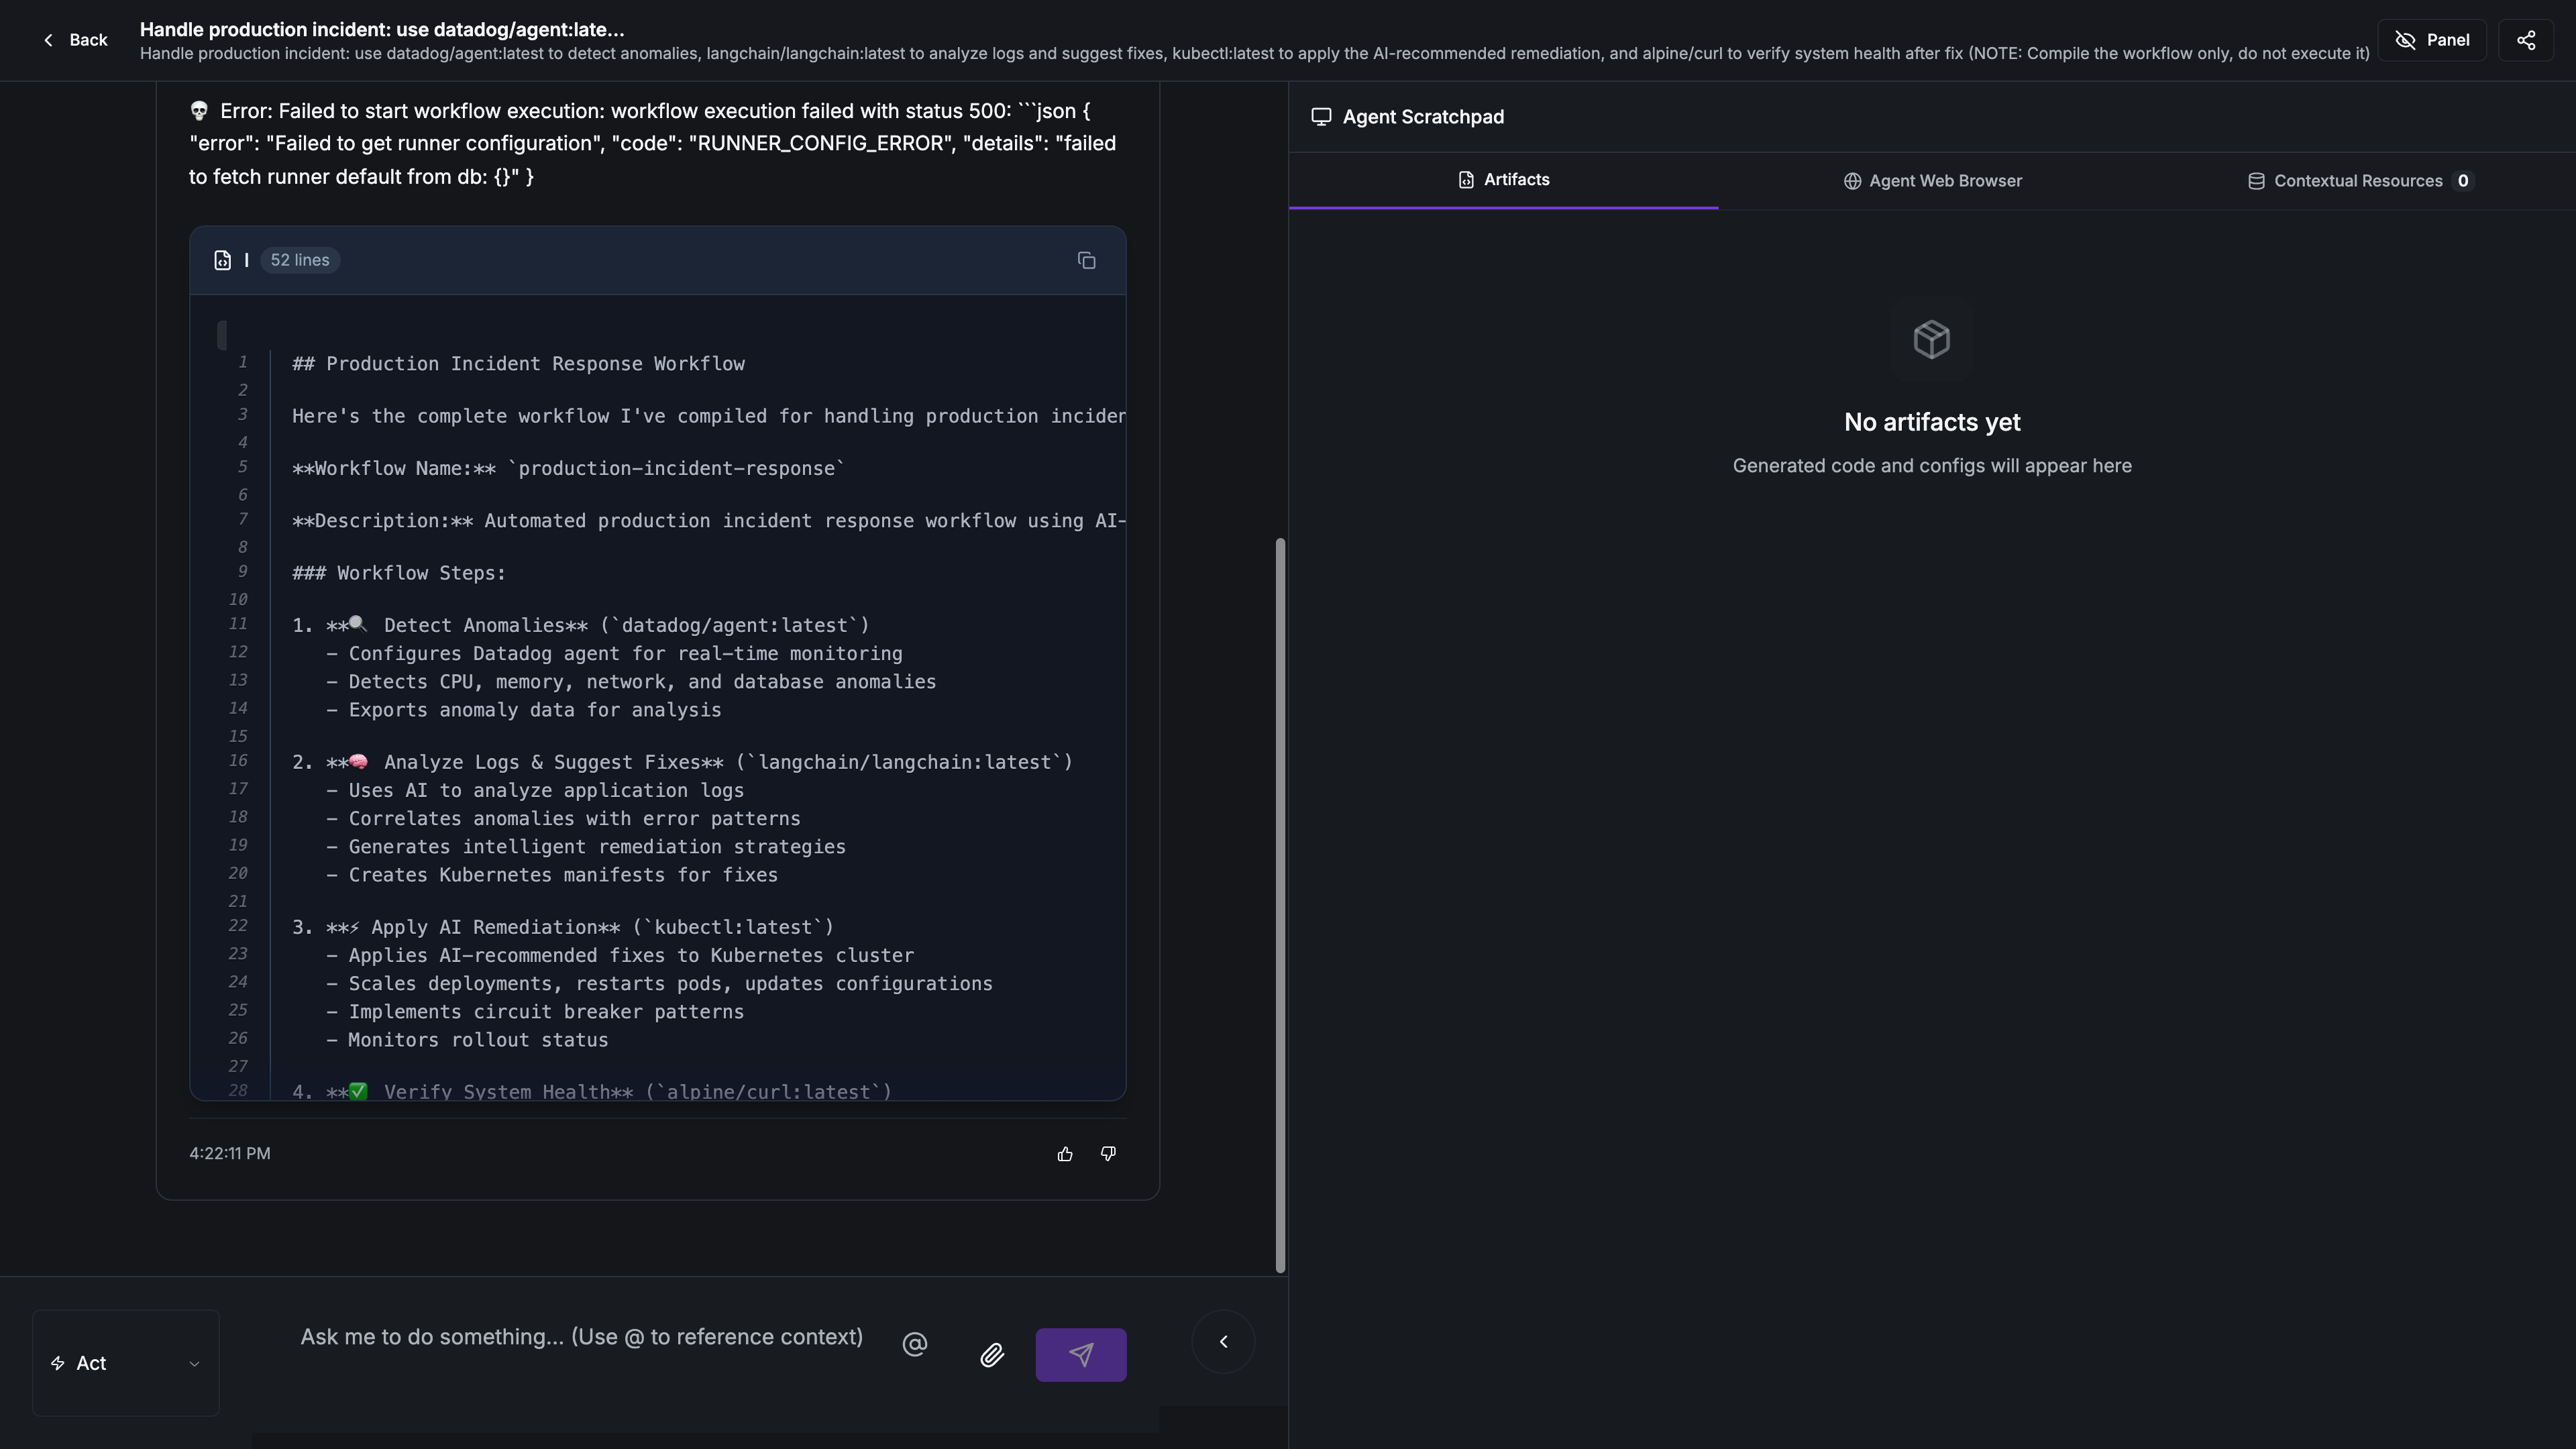 Back
Handle production incident: use datadog/agent:late...
Handle production incident: use datadog/agent:latest to detect anomalies, langchain/langchain:latest to analyze logs and suggest fixes, kubectl:latest to apply the AI-recommended remediation, and alpine/curl to verify system health after fix (NOTE: Compile the workflow only, do not execute it)
Panel
💀 Error: Failed to start workflow execution: workflow execution failed with status 500: ```json {
"error": "Failed to get runner configuration", "code": "RUNNER_CONFIG_ERROR", "details": "failed
to fetch runner default from db: {}" }
52 lines
1 ## Production Incident Response Workflow
2
3 Here's the complete workflow I've compiled for handling production inciden
4
5 **Workflow Name:** `production-incident-response`
6
7 **Description:** Automated production incident response workflow using AI-
8
9 ### Workflow Steps:
10
11 1. **🔍 Detect Anomalies** (`datadog/agent:latest`)
12 - Configures Datadog agent for real-time monitoring
13 - Detects CPU, memory, network, and database anomalies
14 - Exports anomaly data for analysis
15
16 2. **🧠 Analyze Logs & Suggest Fixes** (`langchain/langchain:latest`)
17 - Uses AI to analyze application logs
18 - Correlates anomalies with error patterns
19 - Generates intelligent remediation strategies
20 - Creates Kubernetes manifests for fixes
21
22 3. **⚡ Apply AI Remediation** (`kubectl:latest`)
23 - Applies AI-recommended fixes to Kubernetes cluster
24 - Scales deployments, restarts pods, updates configurations
25 - Implements circuit breaker patterns
26 - Monitors rollout status
27
28 4. **✅ Verify System Health** (`alpine/curl:latest`)
4:22:11 PM
Act
Ask me to do something... (Use @ to reference context)
Agent Scratchpad
Artifacts
Agent Web Browser
Contextual Resources 0
No artifacts yet
Generated code and configs will appear here